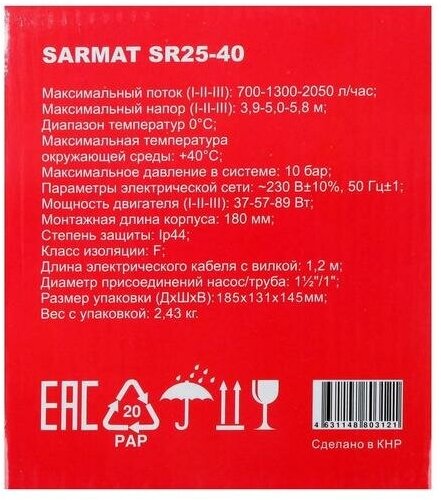 SARMAT SR25-40
Максимальный поток (I-II-III): 700-1300-2050 л/час;
Максимальный напор (I-II-III): 3,9-5,0-5,8 м;
Диапазон температур 0°С;
Максимальная температура
окружающей среды: +40°С;
Максимальное давление в системе: 10 бар;
Параметры электрической сети: ~230 В±10%, 50 Гц±1;
Мощность двигателя (I-II-III): 37-57-89 Вт;
Монтажная длина корпуса: 180 мм;
Степень защиты: Ip44;
Класс изоляции: F;
Длина электрического кабеля с вилкой: 1,2 м;
Диаметр присоединений насос/труба: 1½"/1";
Размер упаковки (ДхШхВ): 185х131х145мм;
Вес с упаковкой: 2,43 кг.
EAC
20
PAP
4 631148 803121
Сделано в КНР